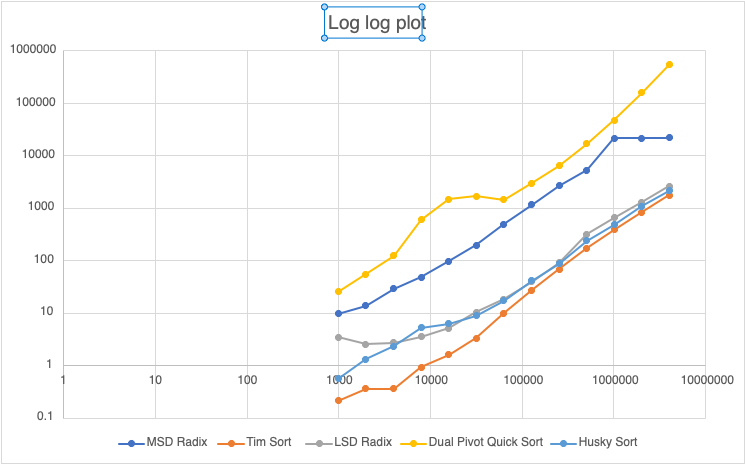 Log log plot
1000000
100000
10000
1000
100
10
1
0.1
1 10 100 1000 10000 100000 1000000 10000000
MSD Radix Tim Sort LSD Radix Dual Pivot Quick Sort Husky Sort